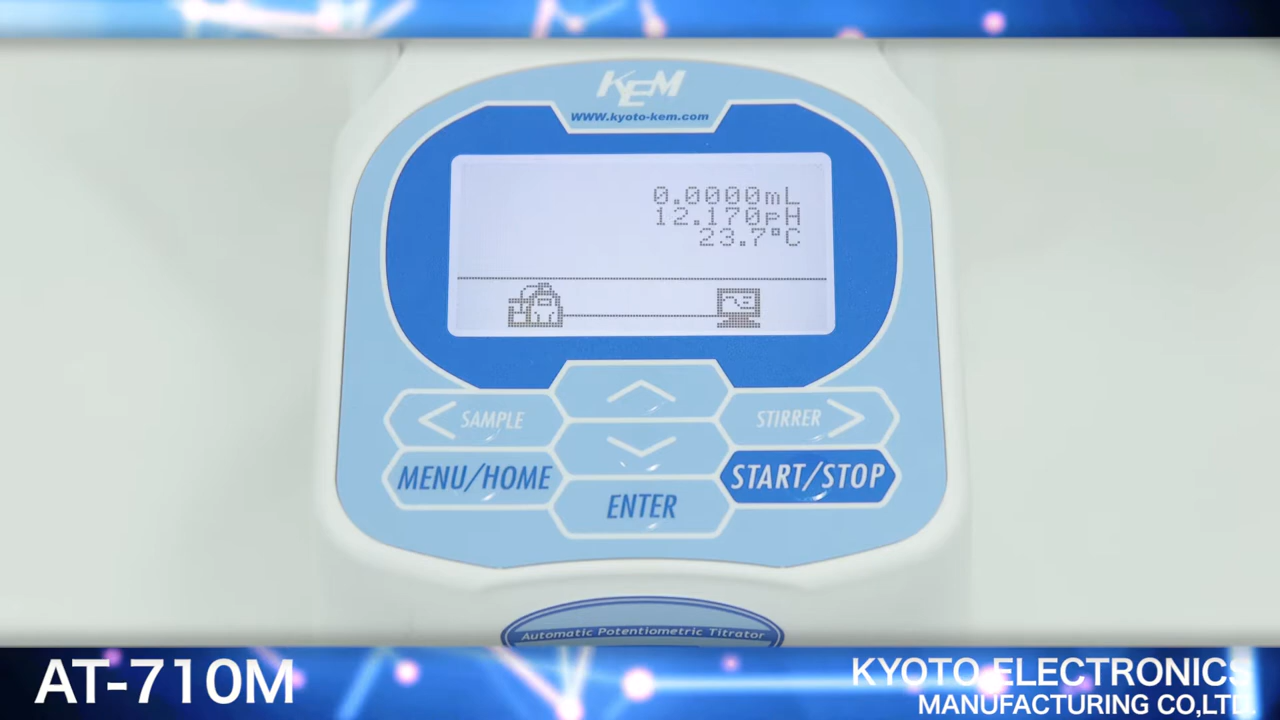 KEM
www.kyoto-kem.com
0.0000mL
12.170pH
23.7°C
SAMPLE
STIRRER
MENU/HOME
START/STOP
ENTER
Automatic Potentiometric Titrator
AT-710M
KYOTO ELECTRONICS
MANUFACTURING CO,LTD.